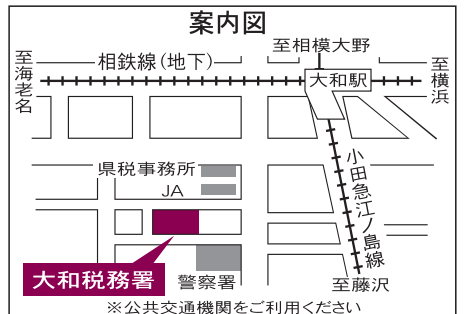 案内図
至相模大野
相鉄線(地下)
至海老名
大和駅
至横浜
県税事務所
JA
小田急江ノ島線
大和税務署
警察署
至藤沢
※公共交通機関をご利用ください